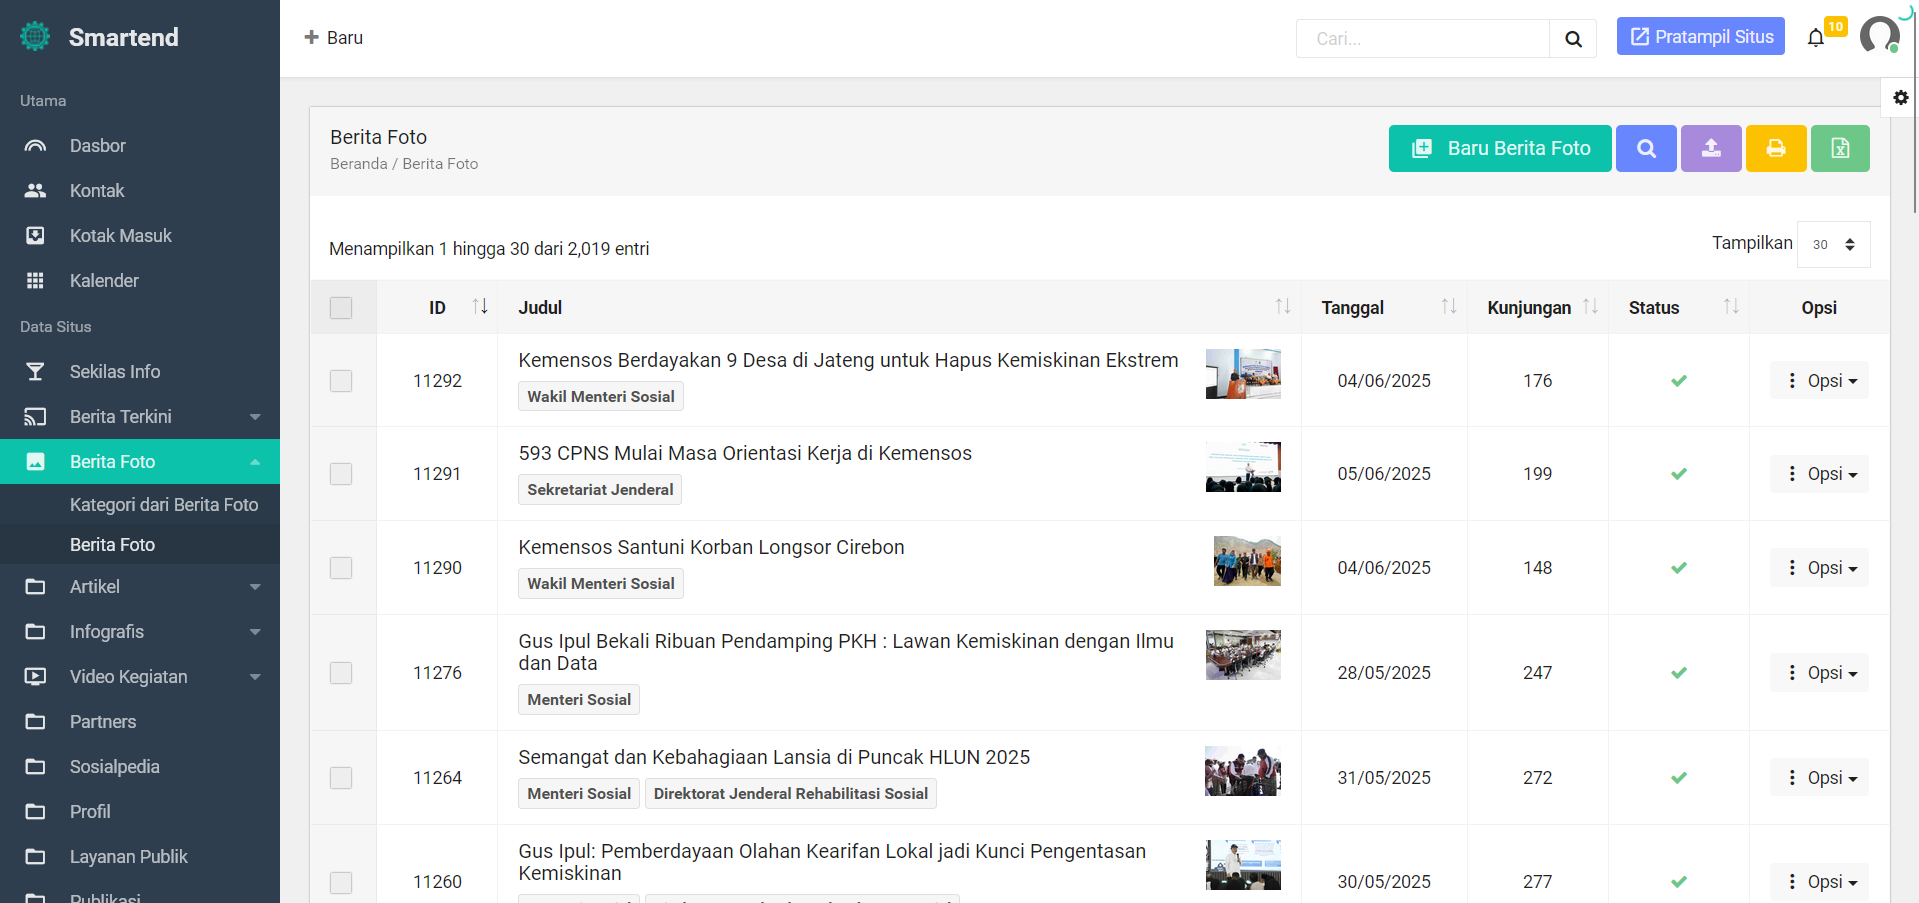 Smartend
+ Baru
Cari...
Pratampil Situs
10
Utama
Dasbor
Kontak
Kotak Masuk
Kalender
Data Situs
Sekilas Info
Berita Terkini
Berita Foto
Kategori dari Berita Foto
Berita Foto
Artikel
Infografis
Video Kegiatan
Partners
Sosialpedia
Profil
Layanan Publik
Publikasi
Berita Foto
Beranda / Berita Foto
Baru Berita Foto
Menampilkan 1 hingga 30 dari 2,019 entri
Tampilkan 30
ID Judul Tanggal Kunjungan Status Opsi
11292 Kemensos Berdayakan 9 Desa di Jateng untuk Hapus Kemiskinan Ekstrem 04/06/2025 176 Opsi
Wakil Menteri Sosial
11291 593 CPNS Mulai Masa Orientasi Kerja di Kemensos 05/06/2025 199 Opsi
Sekretariat Jenderal
11290 Kemensos Santuni Korban Longsor Cirebon 04/06/2025 148 Opsi
Wakil Menteri Sosial
11276 Gus Ipul Bekali Ribuan Pendamping PKH : Lawan Kemiskinan dengan Ilmu 28/05/2025 247 Opsi
dan Data
Menteri Sosial
11264 Semangat dan Kebahagiaan Lansia di Puncak HLUN 2025 31/05/2025 272 Opsi
Menteri Sosial Direktorat Jenderal Rehabilitasi Sosial
11260 Gus Ipul: Pemberdayaan Olahan Kearifan Lokal jadi Kunci Pengentasan 30/05/2025 277 Opsi
Kemiskinan